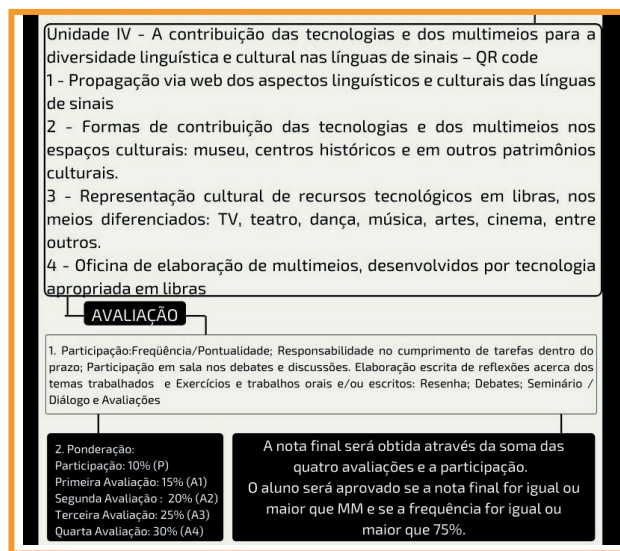 Unidade IV - A contribuição das tecnologias e dos multimeios para a
diversidade linguística e cultural nas línguas de sinais – QR code
1 - Propagação via web dos aspectos linguísticos e culturais das línguas
de sinais
2 - Formas de contribuição das tecnologias e dos multimeios nos
espaços culturais: museu, centros históricos e em outros patrimônios
culturais.
3 - Representação cultural de recursos tecnológicos em libras, nos
meios diferenciados: TV, teatro, dança, música, artes, cinema, entre
outros.
4 - Oficina de elaboração de multimeios, desenvolvidos por tecnologia
apropriada em libras
AVALIAÇÃO
1. Participação:Freqüência/Pontualidade; Responsabilidade no cumprimento de tarefas dentro do
prazo; Participação em sala nos debates e discussões. Elaboração escrita de reflexões acerca dos
temas trabalhados e Exercícios e trabalhos orais e/ou escritos: Resenha; Debates; Seminário /
Diálogo e Avaliações
2. Ponderação:
Participação: 10% (P)
Primeira Avaliação: 15% (A1)
Segunda Avaliação : 20% (A2)
Terceira Avaliação: 25% (A3)
Quarta Avaliação: 30% (A4)
A nota final será obtida através da soma das
quatro avaliações e a participação.
O aluno será aprovado se a nota final for igual ou
maior que MM e se a frequência for igual ou
maior que 75%.